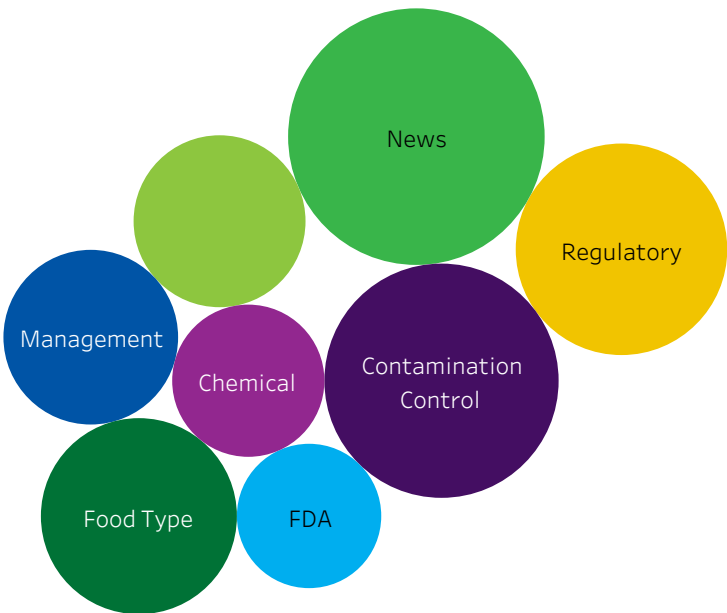 News
Regulatory
Management
Contamination
Control
Chemical
Food Type
FDA